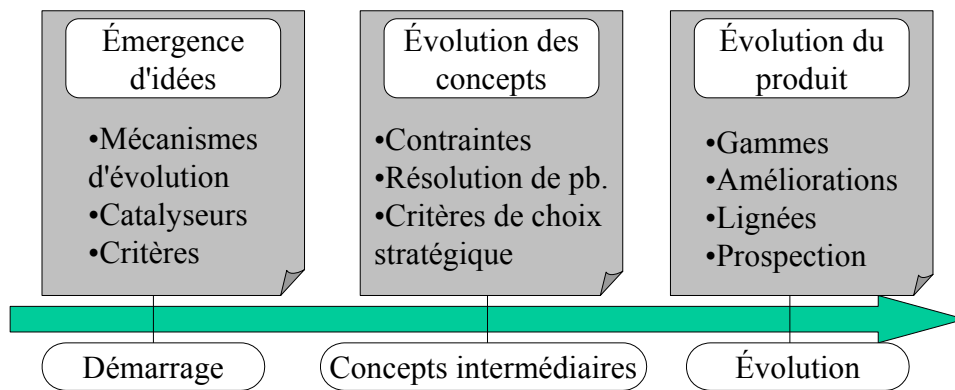 Émergence
d'idées
•Mécanismes
d'évolution
•Catalyseurs
•Critères
Évolution des
concepts
•Contraintes
•Résolution de pb.
•Critères de choix
stratégique
Évolution du
produit
•Gammes
•Améliorations
•Lignées
•Prospection
Démarrage
Concepts intermédiaires
Évolution